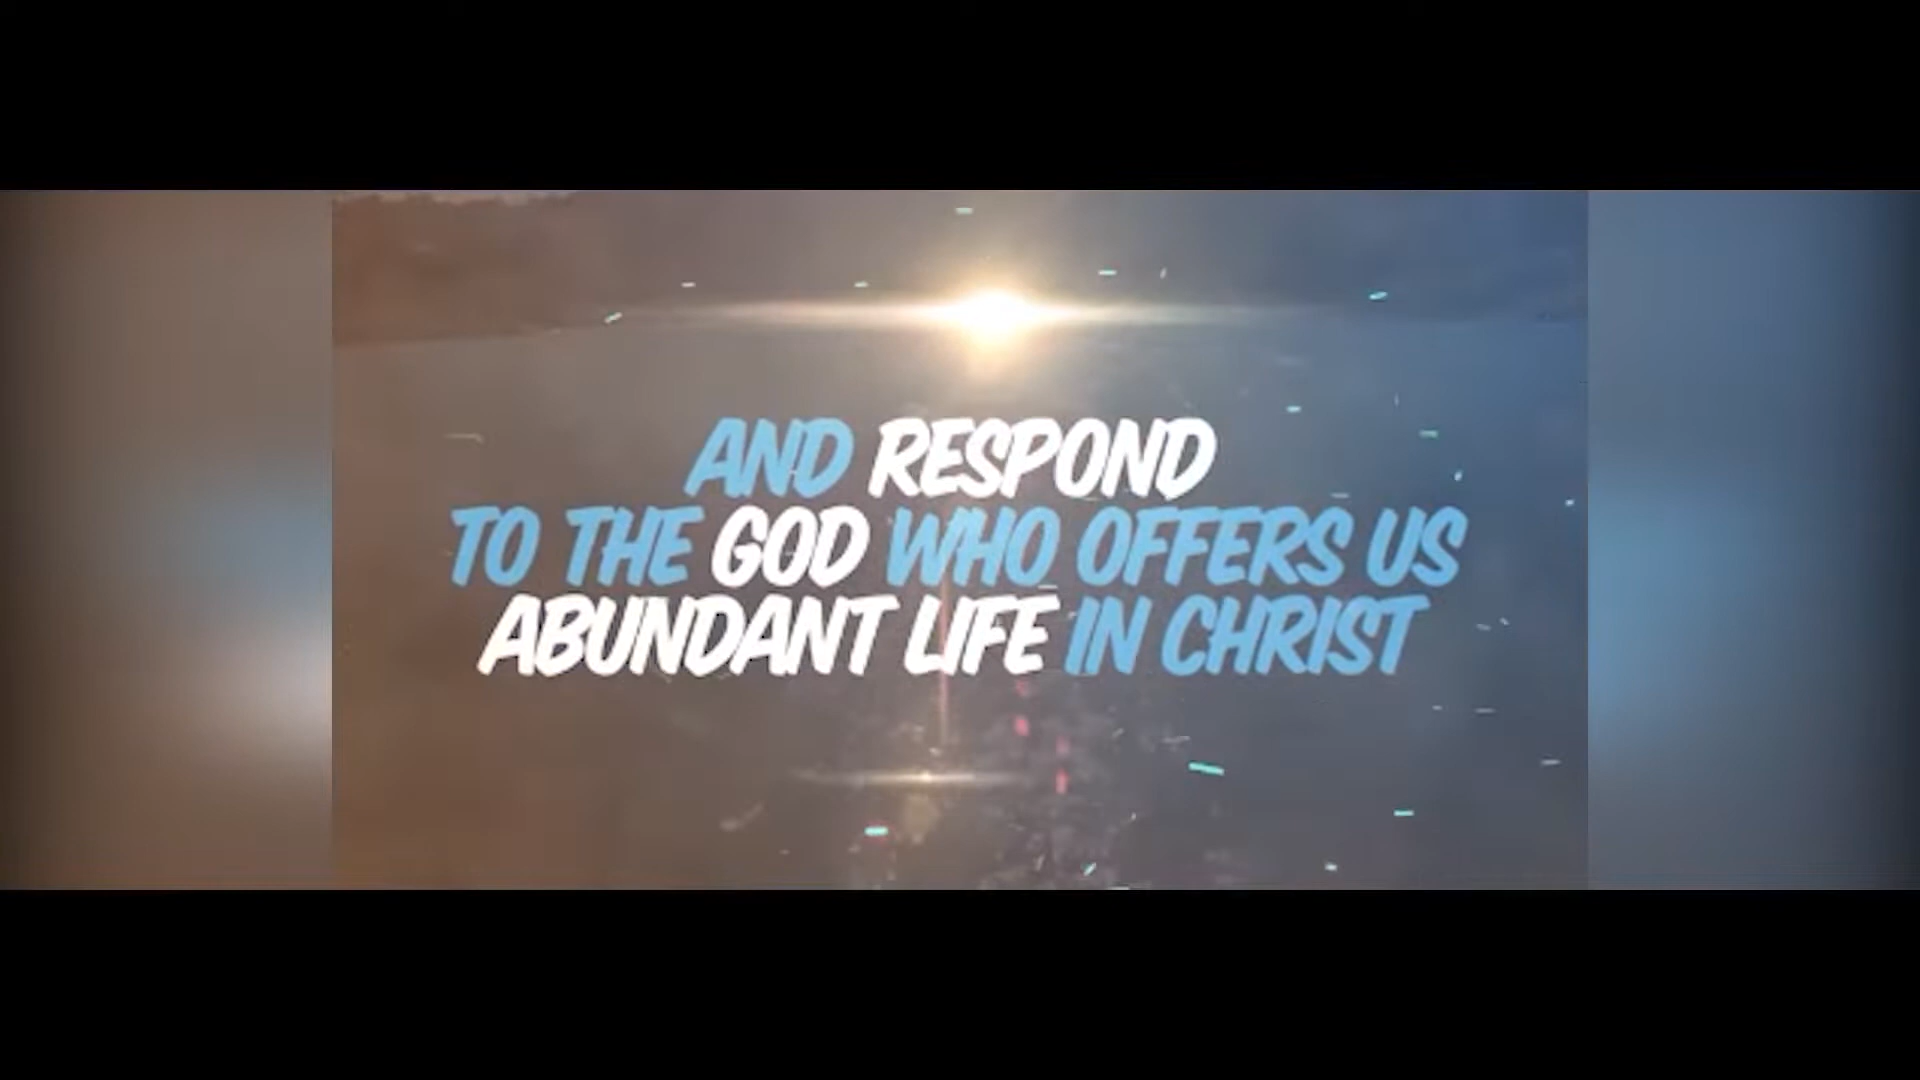 AND RESPOND
TO THE GOD WHO OFFERS US
ABUNDANT LIFE IN CHRIST